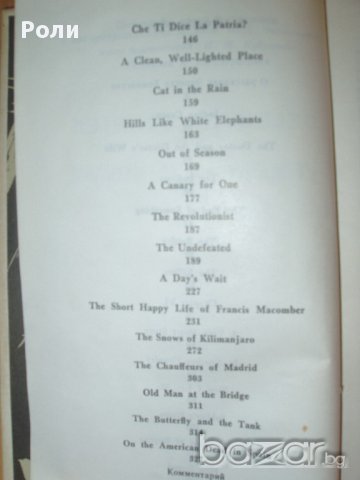 Роли
Che Ti Dice La Patria?
146
A Clean, Well-Lighted Place
150
Cat in the Rain
159
Hills Like White Elephants
163
Out of Season
169
A Canary for One
177
The Revolutionist
187
The Undefeated
189
A Day's Wait
227
The Short Happy Life of Francis Macomber
231
The Snows of Kilimanjaro
272
The Chauffeurs of Madrid
303
Old Man at the Bridge
311
The Butterfly and the Tank
On the American Dead in
Комментарий
bazar.bg